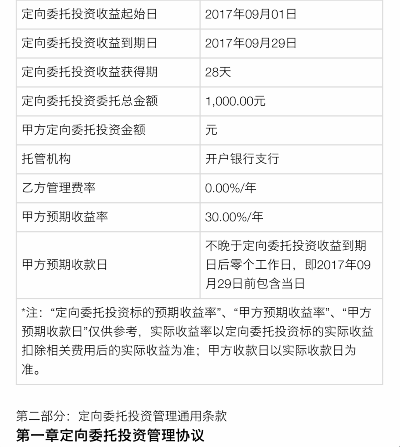 定向委托投资收益起始日 2017年09月01日
定向委托投资收益到期日 2017年09月29日
定向委托投资收益获得期 28天
定向委托投资委托总金额 1,000.00元
甲方定向委托投资金额 元
托管机构 开户银行支行
乙方管理费率 0.00%/年
甲方预期收益率 30.00%/年
甲方预期收款日 不晚于定向委托投资收益到期
日后零个工作日，即2017年09
月29日前包含当日
*注：“定向委托投资标的预期收益率”、“甲方预期收益率”、“甲方
预期收款日”仅供参考，实际收益率以定向委托投资标的实际收益
扣除相关费用后的实际收益为准；甲方收款日以实际收款日为
准。
第二部分：定向委托投资管理通用条款
第一章定向委托投资管理协议